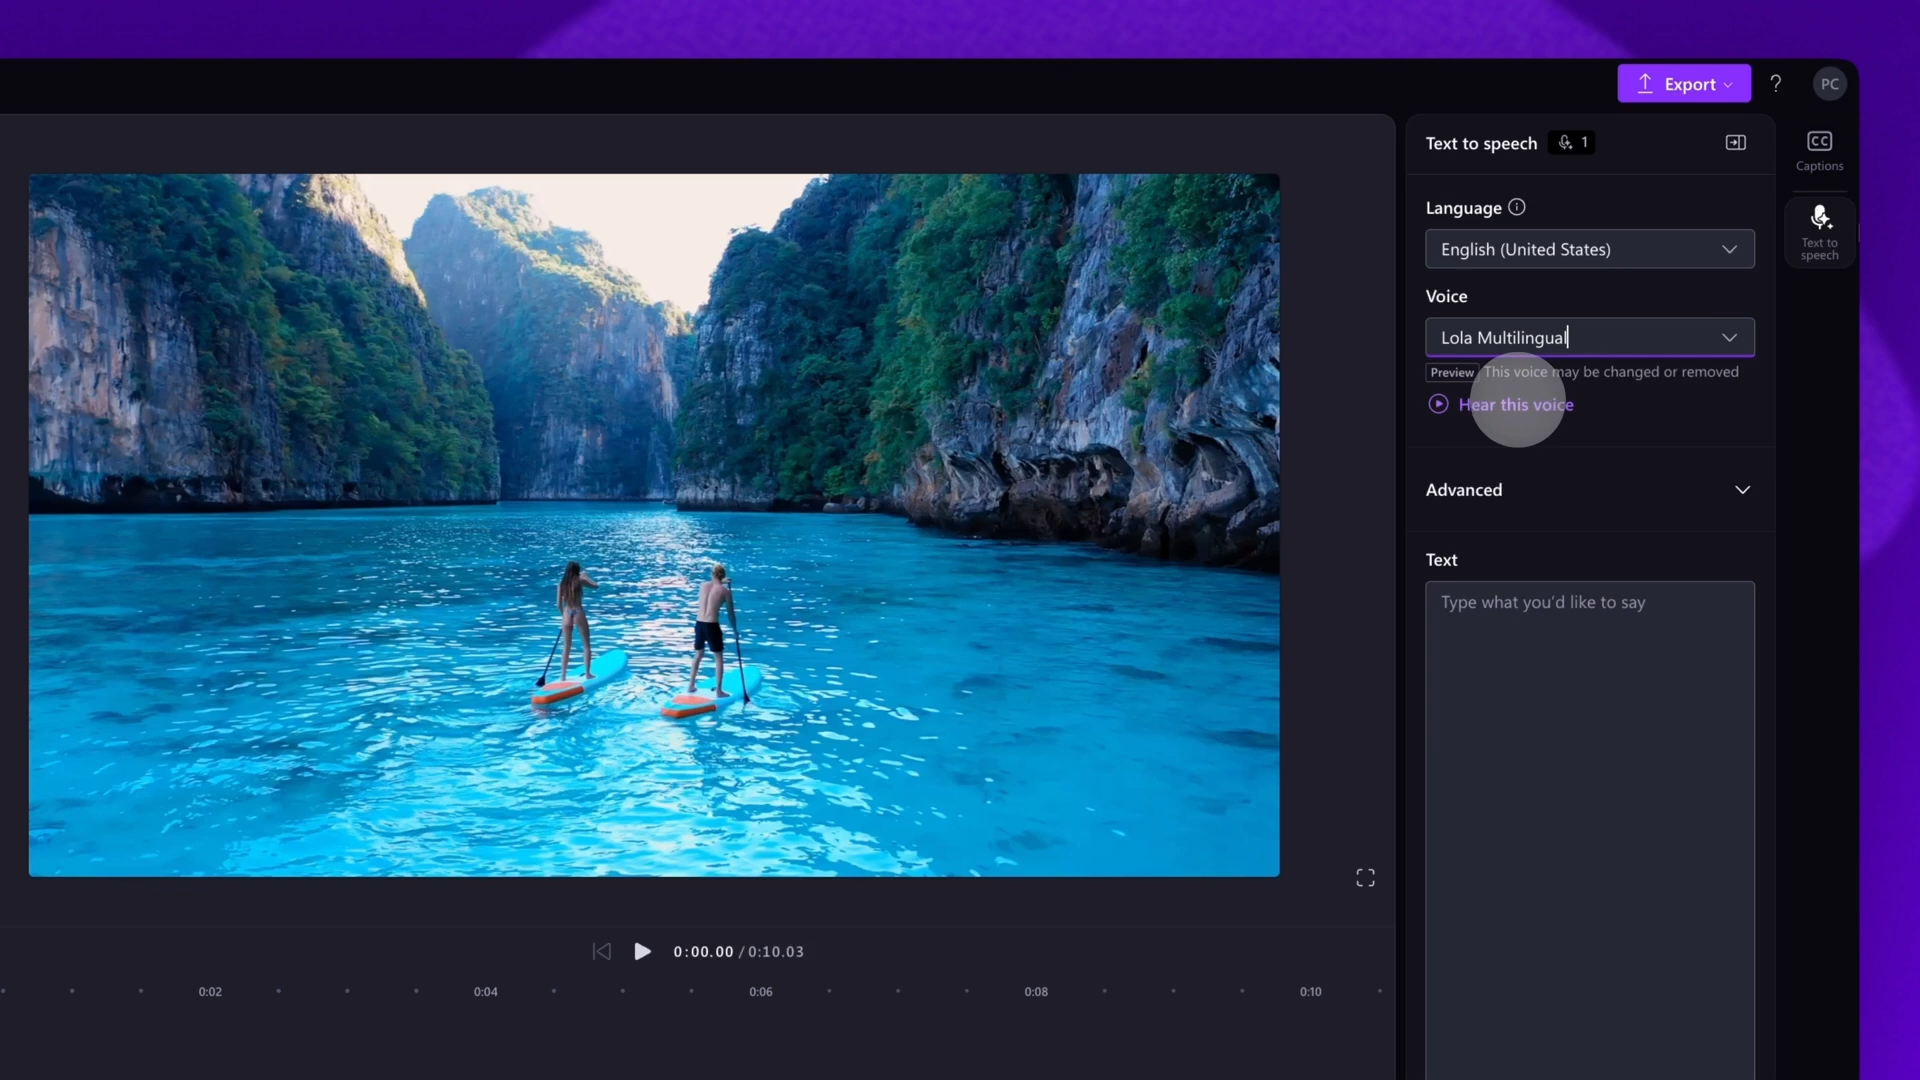 Export
?
PC
Text to speech
1
CC
Captions
Language
English (United States)
Text to
speech
Voice
Lola Multilingual
Preview This voice may be changed or removed
Hear this voice
Advanced
Text
Type what you'd like to say
0:00.00 / 0:10.03
0:02 0:04 0:06 0:08 0:10